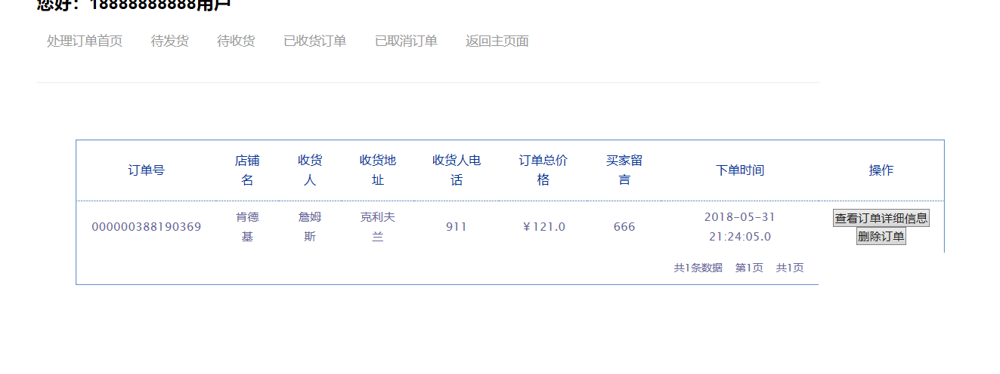 您好：18888888888用户
处理订单首页 待发货 待收货 已收货订单 已取消订单 返回主页面
订单号 店铺名 收货人 收货地址 收货人电话 订单总价格 买家留言 下单时间 操作
000000388190369 肯德基 詹姆斯 克利夫兰 911 ￥121.0 666 2018-05-31 21:24:05.0 查看订单详细信息 删除订单
共1条数据 第1页 共1页